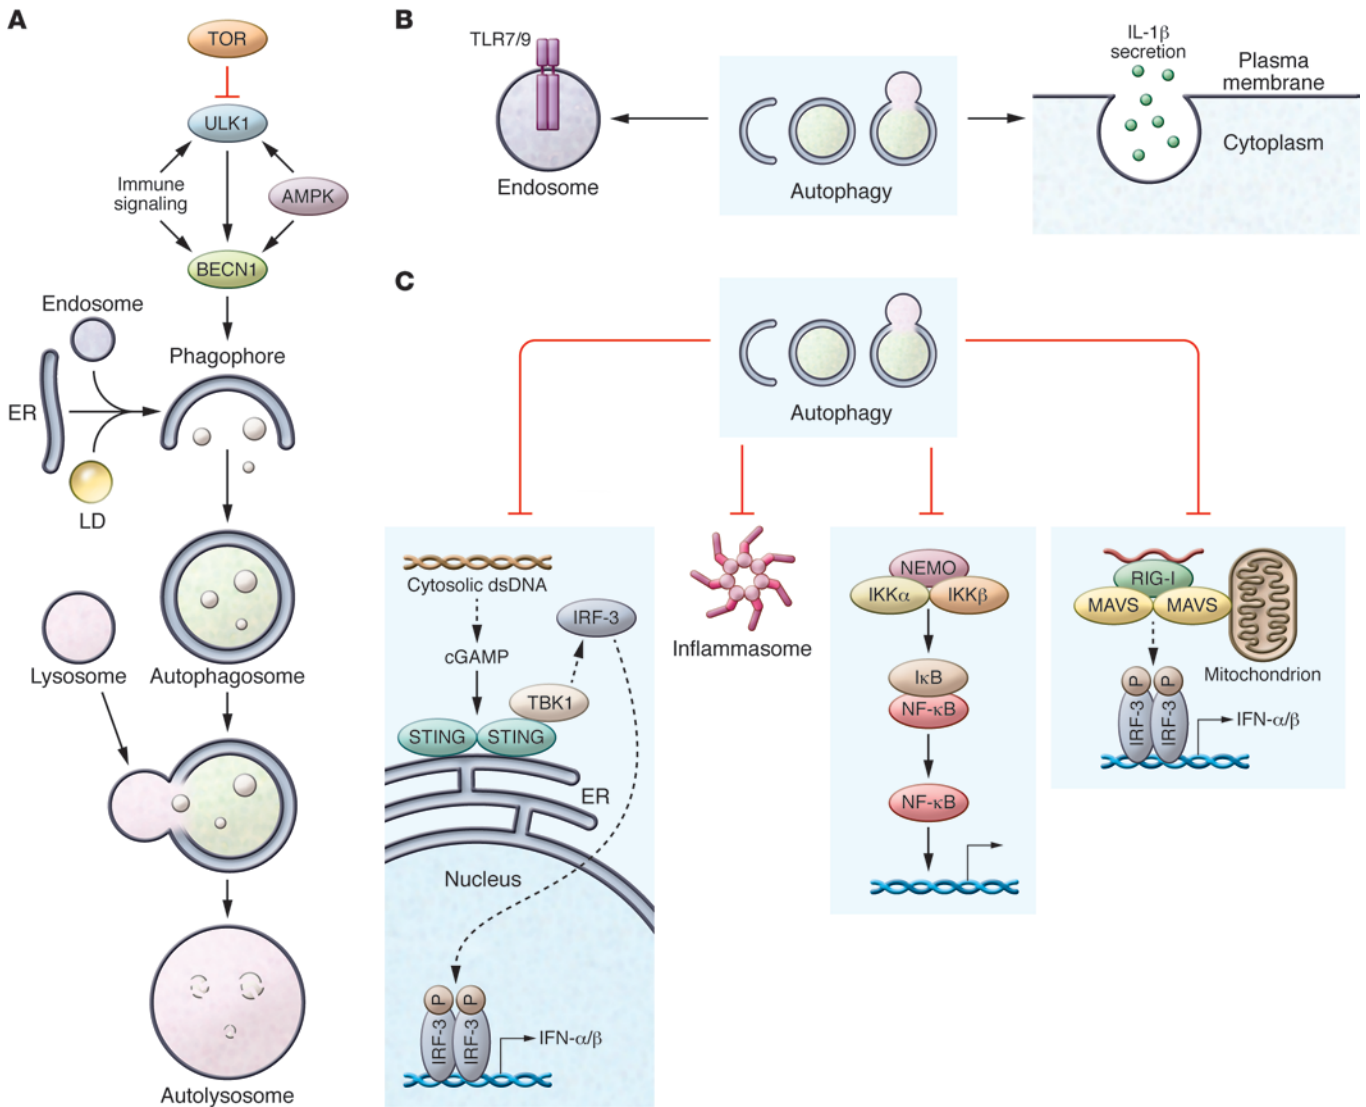 A
TOR
ULK1
Immune
signaling
AMPK
BECN1
Endosome
Phagophore
ER
LD
Lysosome
Autophagosome
Autolysosome
B
TLR7/9
Endosome
Autophagy
IL-1β
secretion
Plasma
membrane
Cytoplasm
C
Autophagy
Cytosolic dsDNA
IRF-3
cGAMP
TBK1
STING
STING
ER
Nucleus
P
P
IRF-3
IRF-3
IFN-α/β
Inflammasome
NEMO
IKKα
IKKβ
IκB
NF-κB
NF-κB
RIG-I
MAVS
MAVS
Mitochondrion
P
P
IRF-3
IRF-3
IFN-α/β